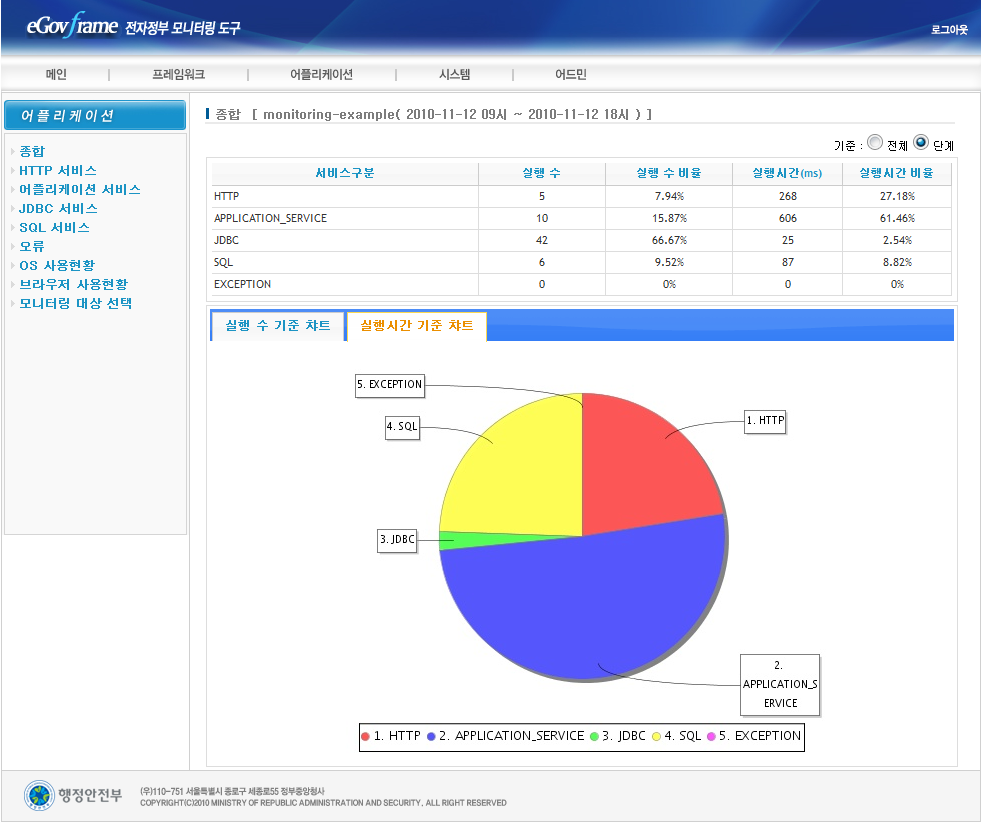 eGovframe 전자정부 모니터링 도구
로그아웃
메인 | 프레임워크 | 어플리케이션 | 시스템 | 어드민
어플리케이션
종합
HTTP 서비스
어플리케이션 서비스
JDBC 서비스
SQL 서비스
오류
OS 사용현황
브라우저 사용현황
모니터링 대상 선택
종합 [ monitoring-example( 2010-11-12 09시 ~ 2010-11-12 18시 ) ]
기준 : 전체 단계
서비스구분 실행 수 실행 수 비율 실행시간(ms) 실행시간 비율
HTTP 5 7.94% 268 27.18%
APPLICATION_SERVICE 10 15.87% 606 61.46%
JDBC 42 66.67% 25 2.54%
SQL 6 9.52% 87 8.82%
EXCEPTION 0 0% 0 0%
실행 수 기준 챠트 실행시간 기준 챠트
5. EXCEPTION
4. SQL
1. HTTP
3. JDBC
2.
APPLICATION_S
ERVICE
1. HTTP 2. APPLICATION_SERVICE 3. JDBC 4. SQL 5. EXCEPTION
행정안전부
(우)110-751 서울특별시 종로구 세종로55 정부중앙청사
COPYRIGHT(C)2010 MINISTRY OF REPUBLIC ADMINISTRATION AND SECURITY. ALL RIGHT RESERVED